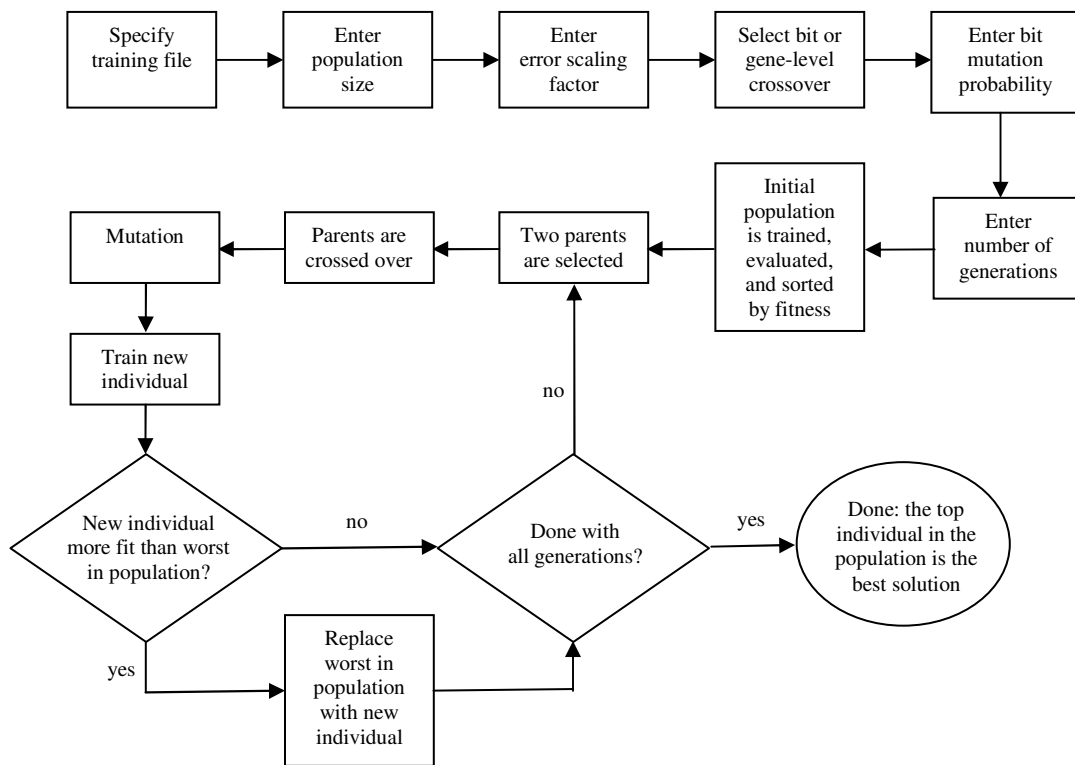 Specify
training file
Enter
population
size
Enter
error scaling
factor
Select bit or
gene-level
crossover
Enter bit
mutation
probability
Enter
number of
generations
Initial
population
is trained,
evaluated,
and sorted
by fitness
Two parents
are selected
Parents are
crossed over
Mutation
Train new
individual
New individual
more fit than worst
in population?
no
yes
Replace
worst in
population
with new
individual
Done with
all generations?
no
yes
Done: the top
individual in the
population is the
best solution